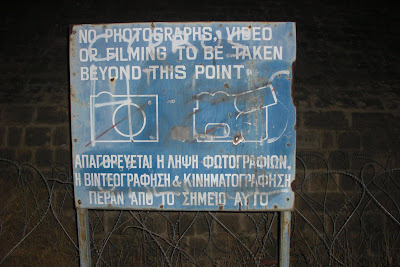 NO PHOTOGRAPHS, VIDEO
OR FILMING TO BE TAKEN
BEYOND THIS POINT
ΑΠΑΓΟΡΕΥΕΤΑΙ Η ΛΗΨΗ ΦΩΤΟΓΡΑΦΙΩΝ,
Η ΒΙΝΤΕΟΓΡΑΦΗΣΗ & ΚΙΝΗΜΑΤΟΓΡΑΦΗΣΗ
ΠΕΡΑΝ ΑΠΟ ΤΟ ΣΗΜΕΙΟ ΑΥΤΟ